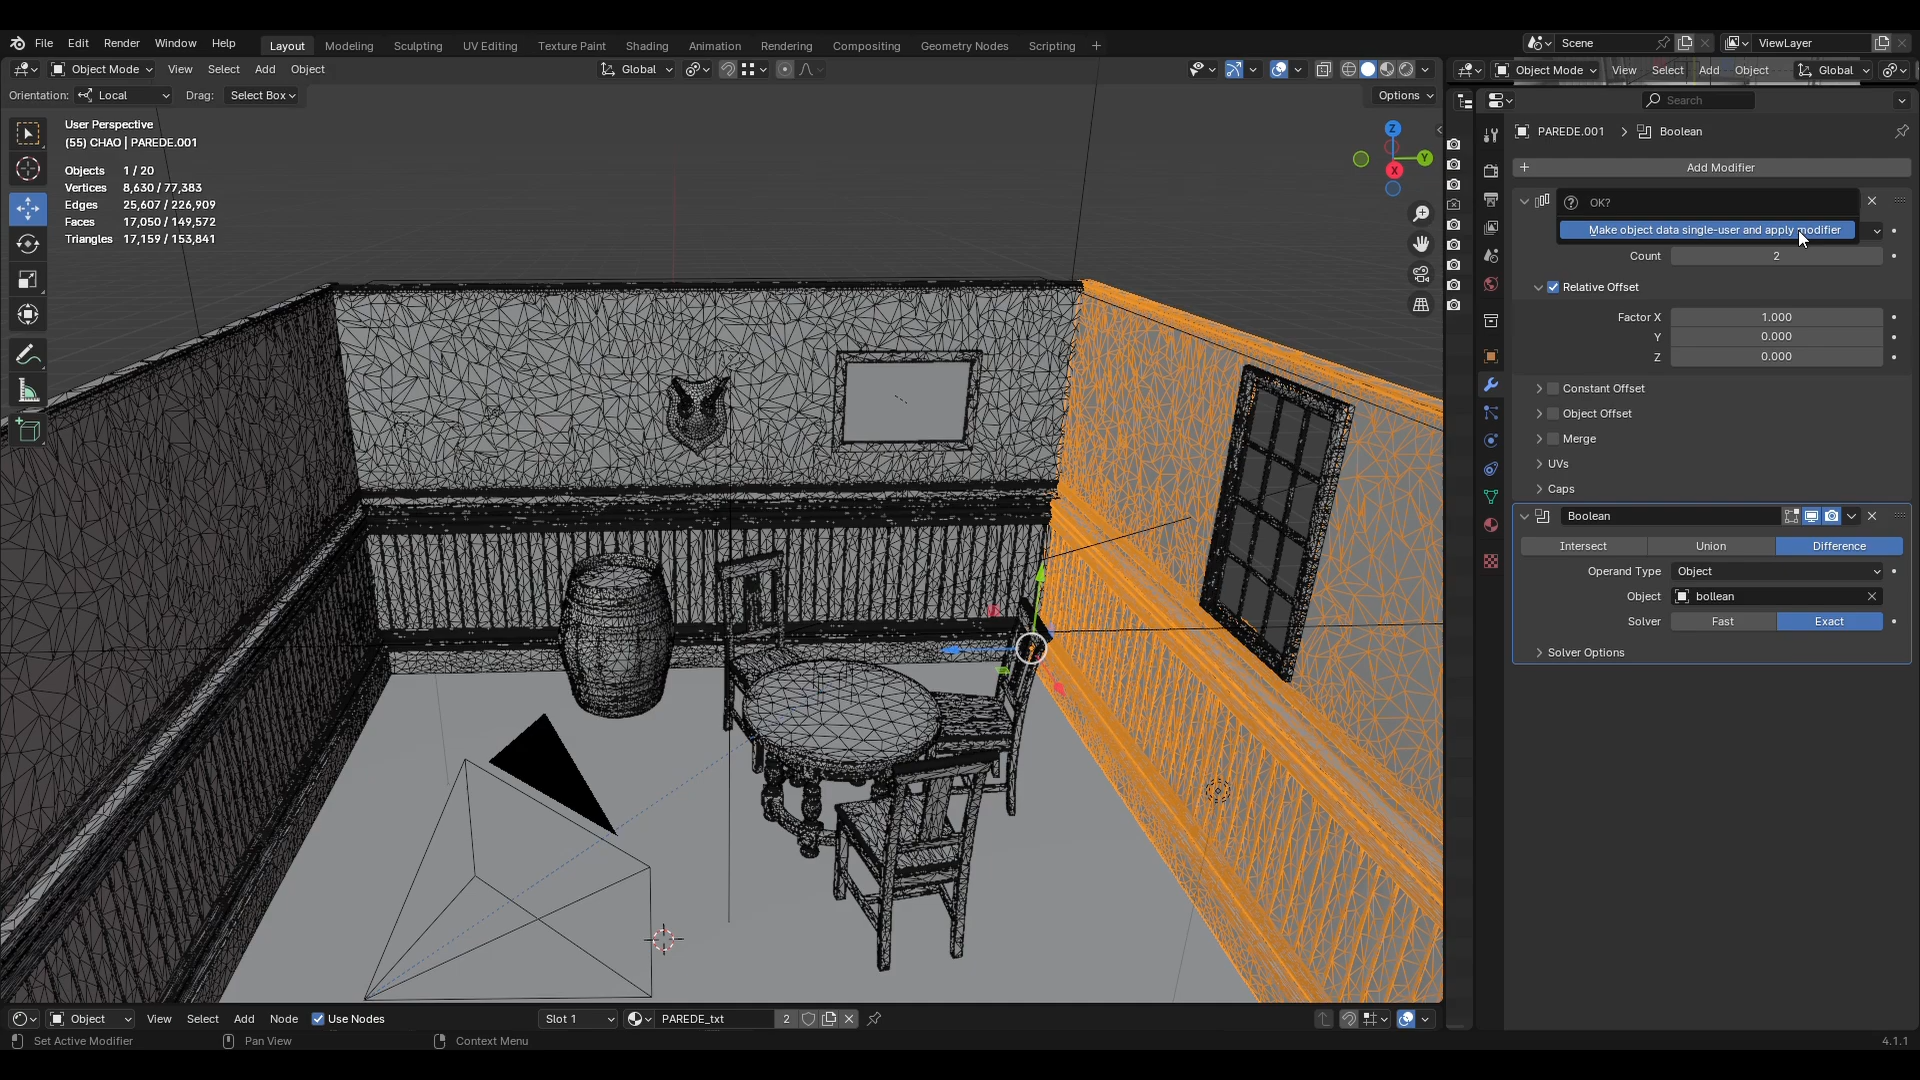 File Edit Render Window Help Layout Modeling Sculpting UV Editing Texture Paint Shading Animation Rendering Compositing Geometry Nodes Scripting + Scene ViewLayer
Object Mode View Select Add Object Global Object Mode View Select Add Object Global
Orientation: Local Drag: Select Box Options Search
User Perspective
(55) CHAO | PAREDE.001
Objects 1 / 20
Vertices 8,630 / 77,383
Edges 25,607 / 226,909
Faces 17,050 / 149,572
Triangles 17,159 / 153,841
Z
Y
X
PAREDE.001 Boolean
+ Add Modifier
OK?
Make object data single-user and apply modifier
Count 2
Relative Offset
Factor X 1.000
Y 0.000
Z 0.000
Constant Offset
Object Offset
Merge
UVs
Caps
Boolean
Intersect Union Difference
Operand Type Object
Object bollean
Solver Fast Exact
Solver Options
Object View Select Add Node Use Nodes Slot 1 PAREDE_txt 2
Set Active Modifier Pan View Context Menu 4.1.1